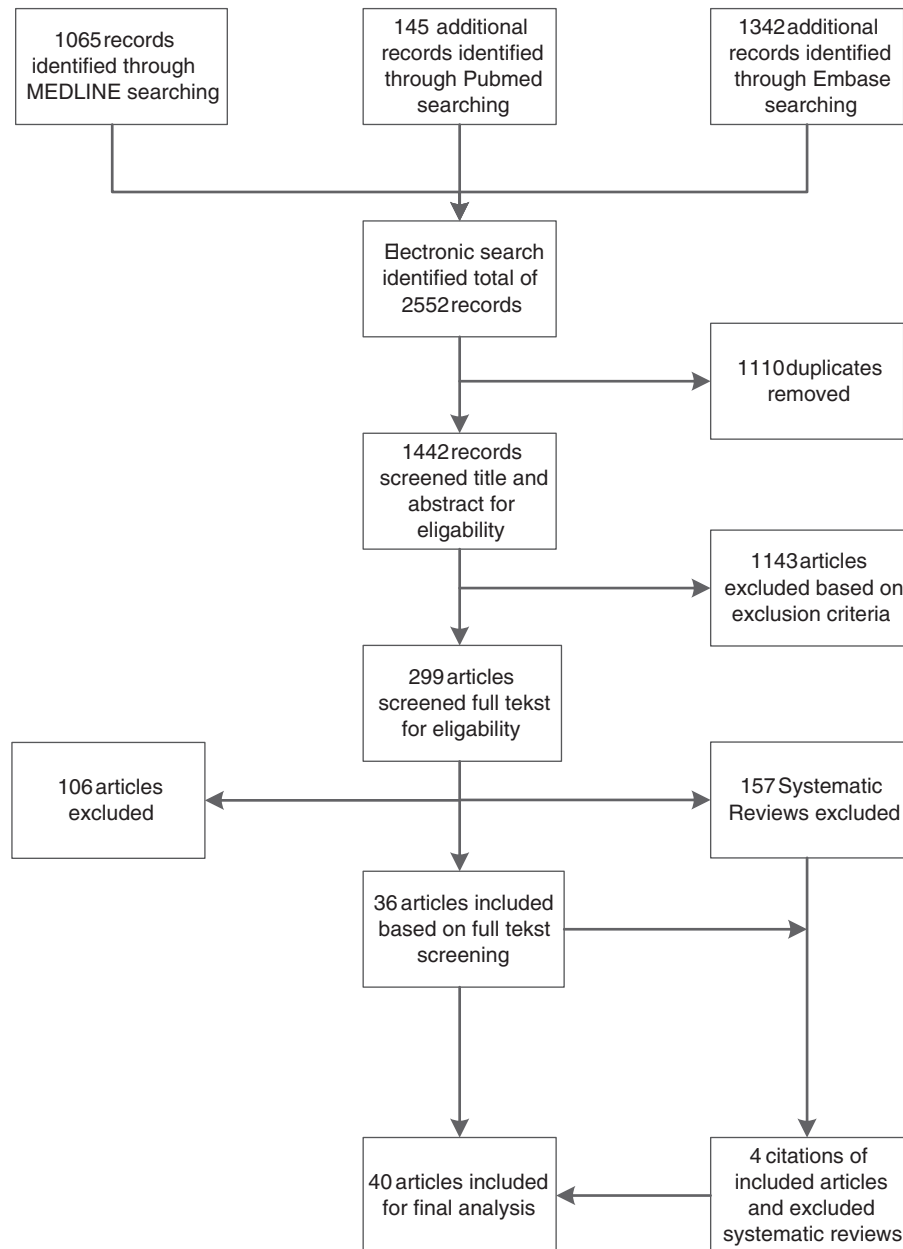 1065 records
identified through
MEDLINE searching
145 additional
records identified
through Pubmed
searching
1342 additional
records identified
through Embase
searching
Electronic search
identified total of
2552 records
1110 duplicates
removed
1442 records
screened title and
abstract for
eligability
1143 articles
excluded based on
exclusion criteria
299 articles
screened full tekst
for eligability
106 articles
excluded
157 Systematic
Reviews excluded
36 articles included
based on full tekst
screening
40 articles included
for final analysis
4 citations of
included articles
and excluded
systematic reviews